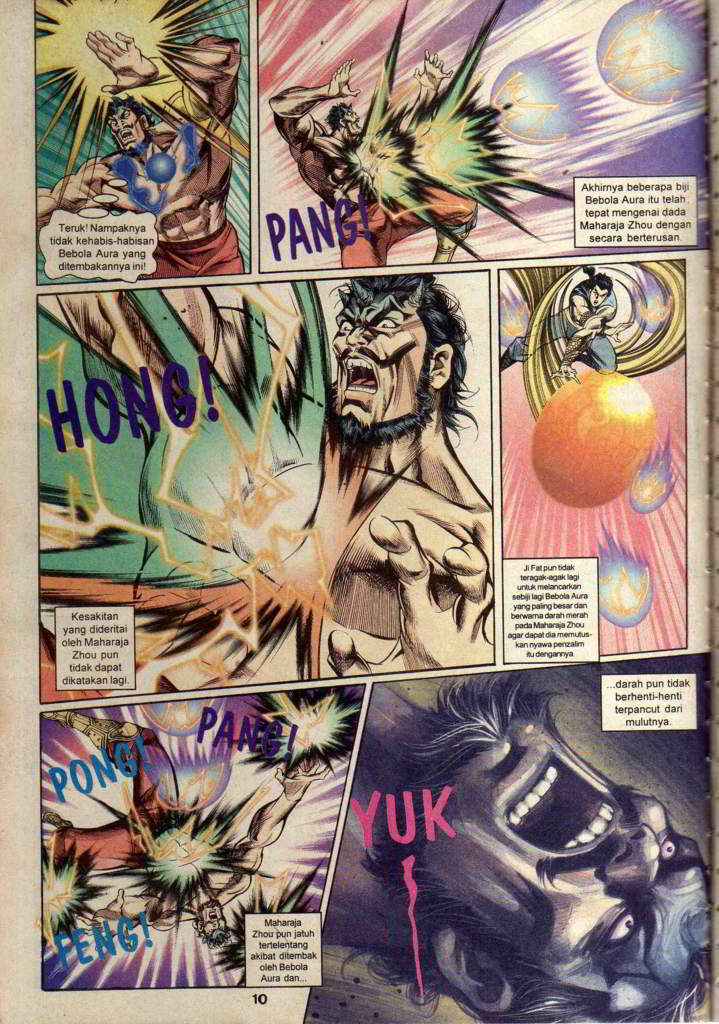 Teruk! Nampaknya
tidak kehabis-habisan
Bebola Aura yang
ditembakannya ini!
PANG!
Akhirnya beberapa biji
Bebola Aura itu telah
tepat mengenai dada
Maharaja Zhou dengan
secara berterusan.
HONG!
Kesakitan
yang dideritai
oleh Maharaja
Zhou pun
tidak dapat
dikatakan lagi.
Ji Fat pun tidak
teragak-agak lagi
untuk melancarkan
sebiji lagi Bebola Aura
yang paling besar dan
berwarna darah merah
pada Maharaja Zhou
agar dapat dia memutus-
kan nyawa penzalim
itu dengannya.
PONG!
PANG!
FENG!
Maharaja
Zhou pun jatuh
tertelentang
akibat ditembak
oleh Bebola
Aura dan...
...darah pun tidak
berhenti-henti
terpancut dari
mulutnya.
YUK
10